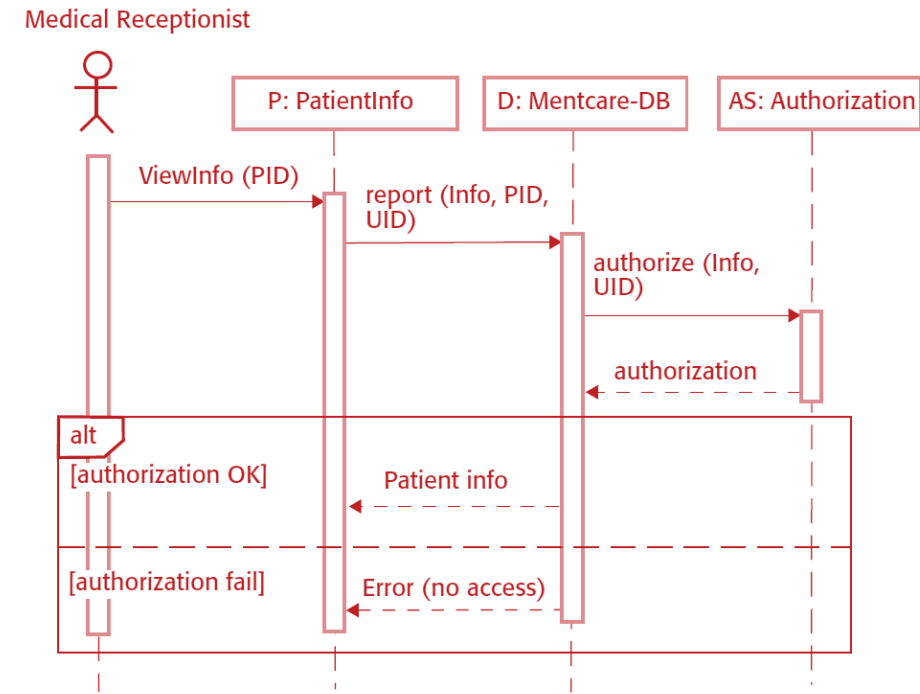 Medical Receptionist
P: PatientInfo
D: Mentcare-DB
AS: Authorization
ViewInfo (PID)
report (Info, PID,
UID)
authorize (Info,
UID)
authorization
alt
[authorization OK]
Patient info
[authorization fail]
Error (no access)